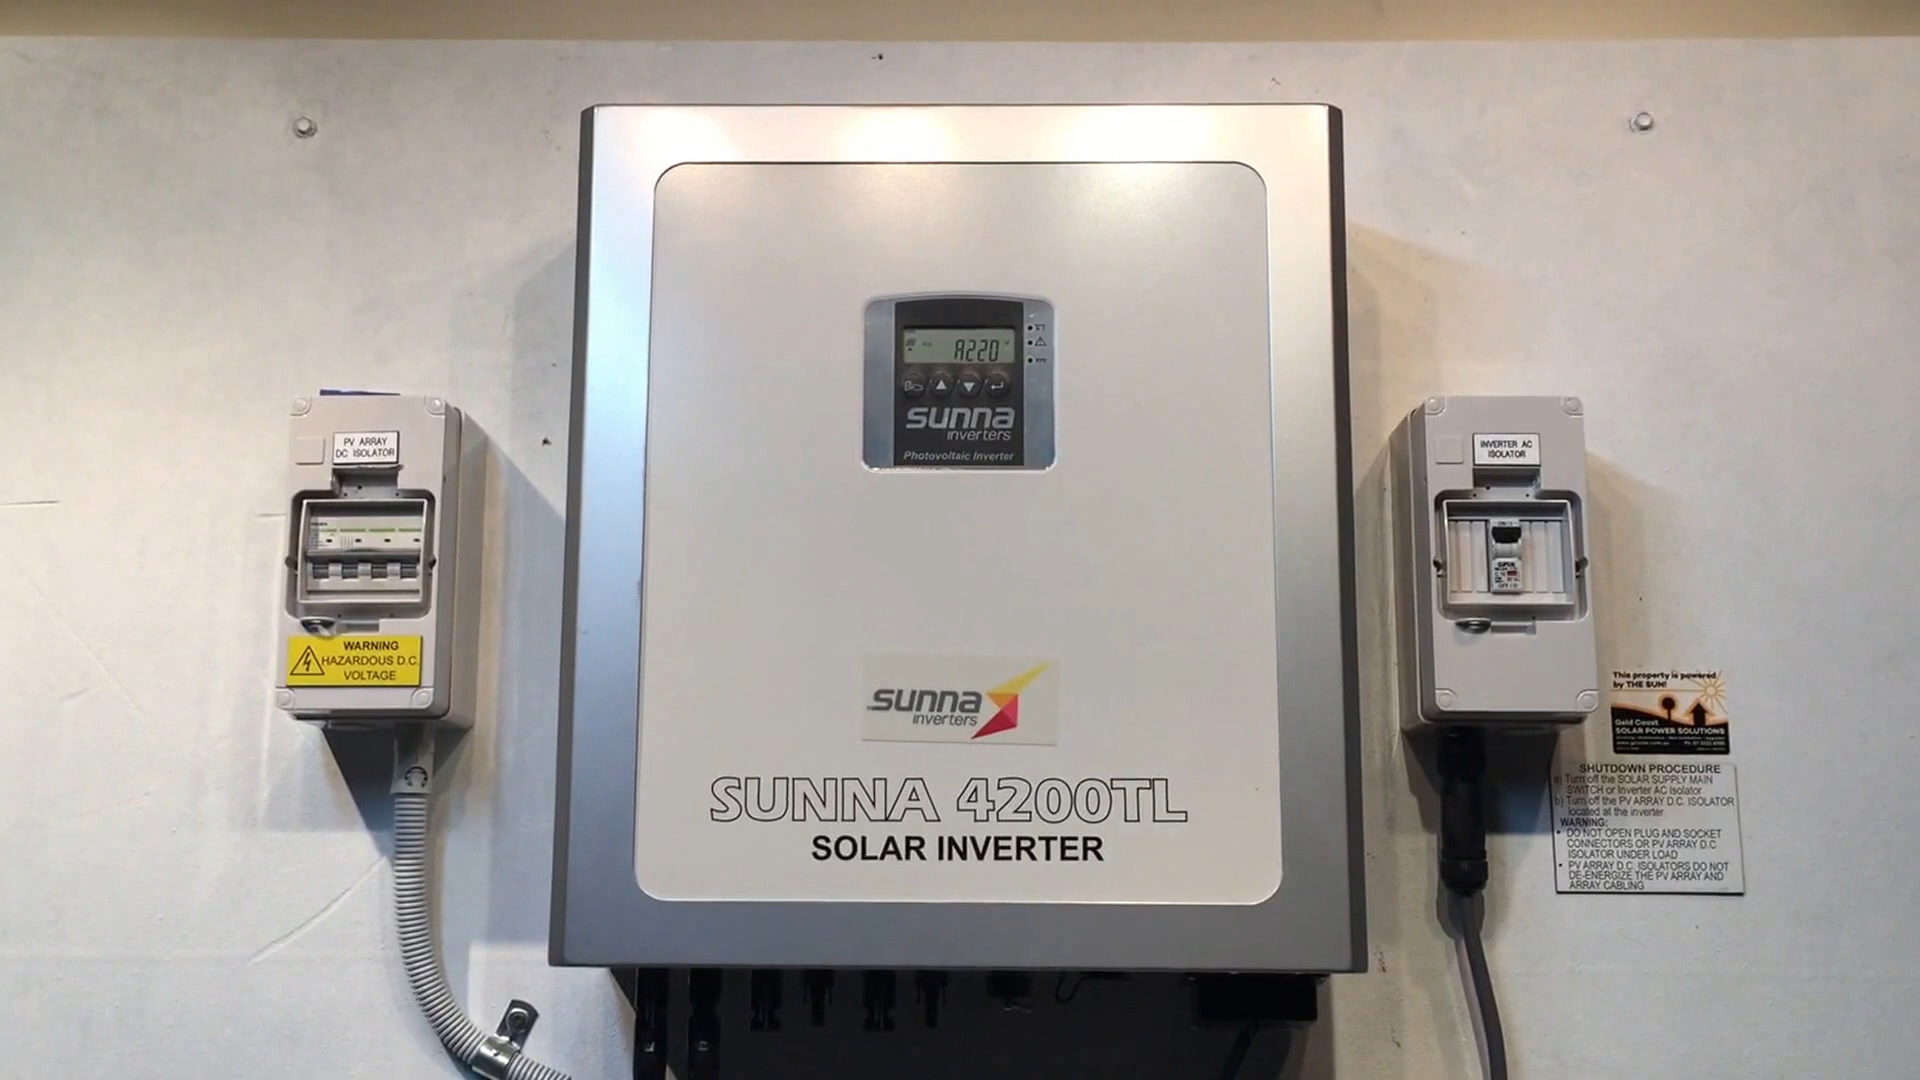 A220
sunna
inverters
Photovoltaic Inverter
PV ARRAY
DC ISOLATOR
WARNING
HAZARDOUS D.C.
VOLTAGE
sunna
inverters
SUNNA 4200TL
SOLAR INVERTER
INVERTER AC
ISOLATOR
ON
OFF
This property is powered
by THE SUN!
Gold Coast
SOLAR POWER SOLUTIONS
SHUTDOWN PROCEDURE
a) Turn off the SOLAR SUPPLY MAIN
SWITCH or Inverter AC Isolator
b) Turn off the PV ARRAY D.C. ISOLATOR
located at the inverter
WARNING:
• DO NOT OPEN PLUG AND SOCKET
CONNECTORS OR PV ARRAY D.C
ISOLATOR UNDER LOAD
• PV ARRAY D.C. ISOLATORS DO NOT
DE-ENERGIZE THE PV ARRAY AND
ARRAY CABLING